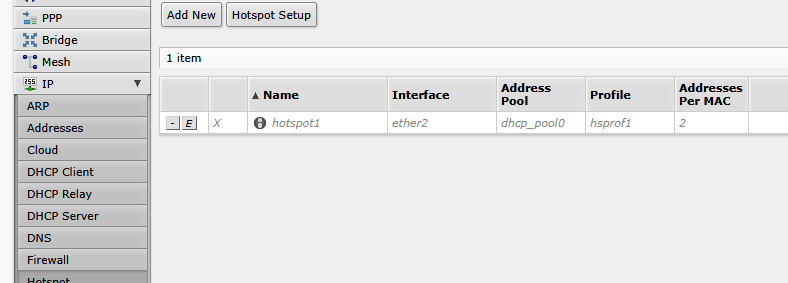 Add New Hotspot Setup
1 item
PPP
Bridge
Mesh
IP
ARP
Addresses
Cloud
DHCP Client
DHCP Relay
DHCP Server
DNS
Firewall
Hotspot
Name Interface Address Pool Profile Addresses Per MAC
- E X hotspot1 ether2 dhcp_pool0 hsprof1 2